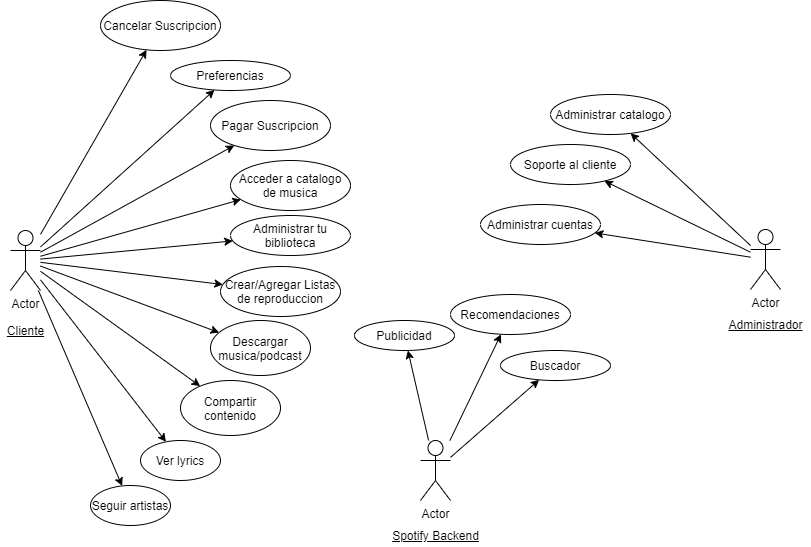 Cancelar Suscripcion
Preferencias
Pagar Suscripcion
Acceder a catalogo
de musica
Administrar tu
biblioteca
Crear/Agregar Listas
de reproduccion
Descargar
musica/podcast
Compartir
contenido
Ver lyrics
Seguir artistas
Actor
Cliente
Publicidad
Recomendaciones
Buscador
Actor
Spotify Backend
Administrar catalogo
Soporte al cliente
Administrar cuentas
Actor
Administrador